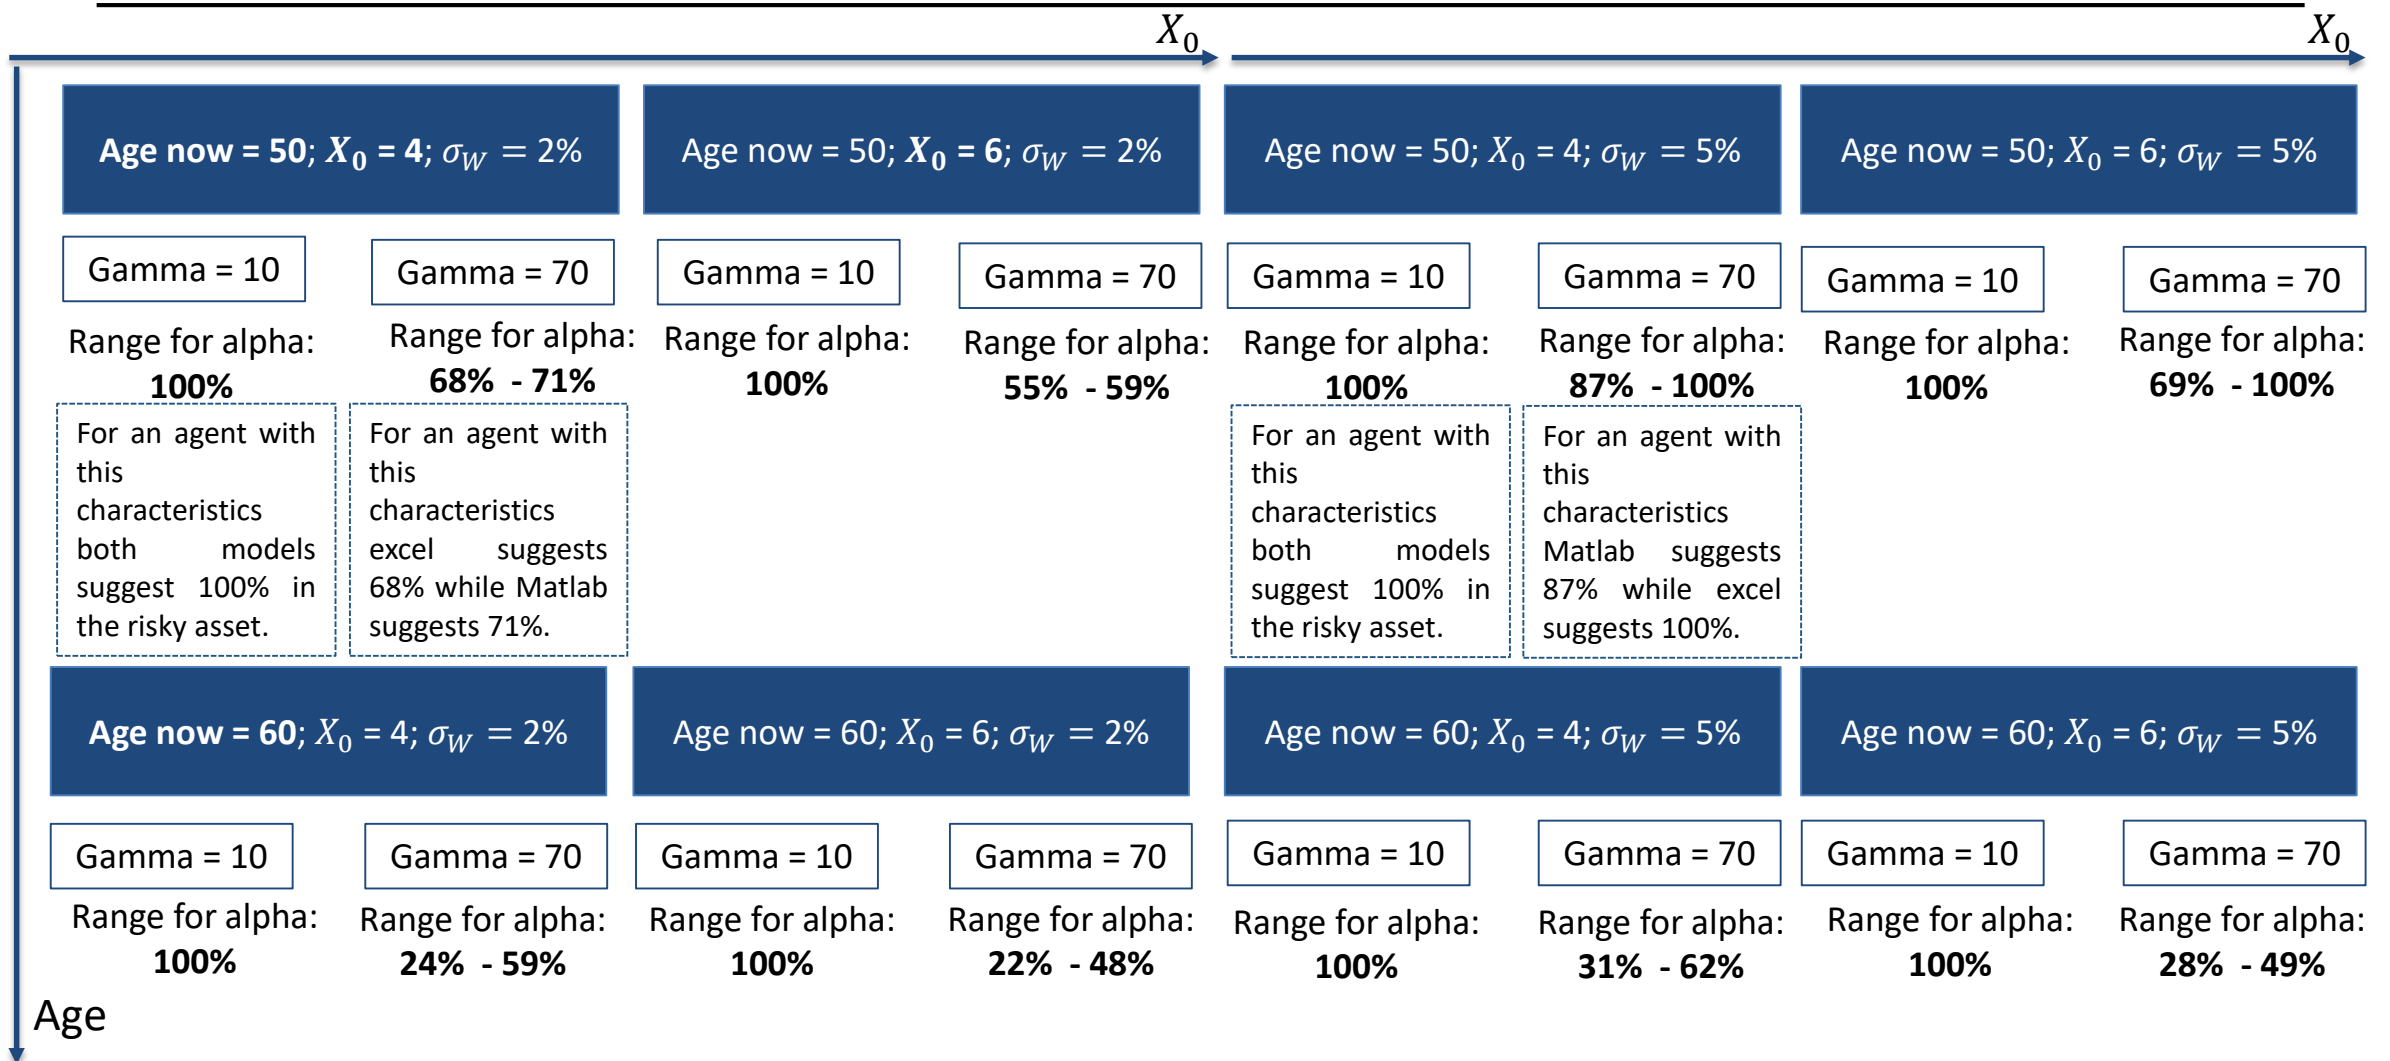 X₀
X₀
Age now = 50; X₀ = 4; σ_W = 2%
Age now = 50; X₀ = 6; σ_W = 2%
Age now = 50; X₀ = 4; σ_W = 5%
Age now = 50; X₀ = 6; σ_W = 5%
Gamma = 10
Gamma = 70
Gamma = 10
Gamma = 70
Gamma = 10
Gamma = 70
Gamma = 10
Gamma = 70
Range for alpha:
100%
Range for alpha:
68% - 71%
Range for alpha:
100%
Range for alpha:
55% - 59%
Range for alpha:
100%
Range for alpha:
87% - 100%
Range for alpha:
100%
Range for alpha:
69% - 100%
For an agent with
this
characteristics
both models
suggest 100% in
the risky asset.
For an agent with
this
characteristics
excel suggests
68% while Matlab
suggests 71%.
For an agent with
this
characteristics
both models
suggest 100% in
the risky asset.
For an agent with
this
characteristics
Matlab suggests
87% while excel
suggests 100%.
Age now = 60; X₀ = 4; σ_W = 2%
Age now = 60; X₀ = 6; σ_W = 2%
Age now = 60; X₀ = 4; σ_W = 5%
Age now = 60; X₀ = 6; σ_W = 5%
Gamma = 10
Gamma = 70
Gamma = 10
Gamma = 70
Gamma = 10
Gamma = 70
Gamma = 10
Gamma = 70
Range for alpha:
100%
Range for alpha:
24% - 59%
Range for alpha:
100%
Range for alpha:
22% - 48%
Range for alpha:
100%
Range for alpha:
31% - 62%
Range for alpha:
100%
Range for alpha:
28% - 49%
Age